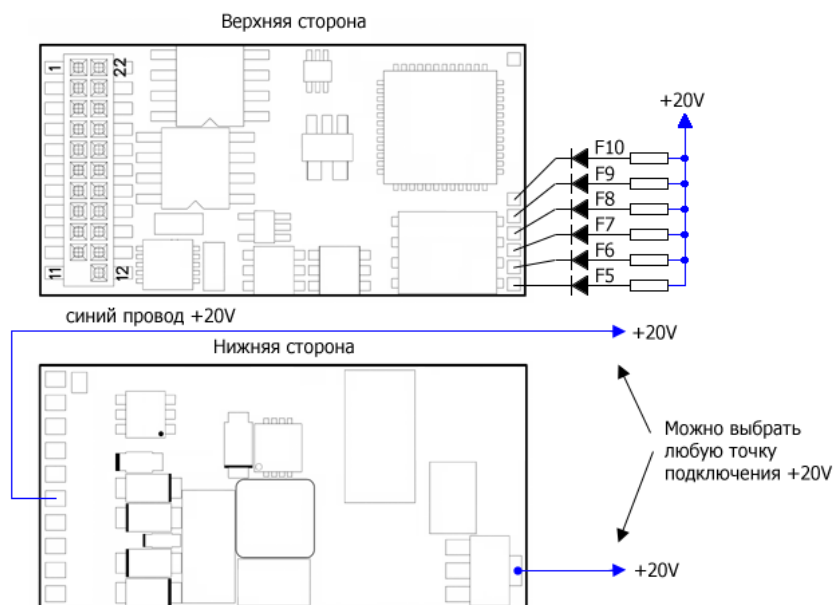 Верхняя сторона
1
22
11
12
+20V
F10
F9
F8
F7
F6
F5
синий провод +20V
+20V
Нижняя сторона
Можно выбрать
любую точку
подключения +20V
+20V